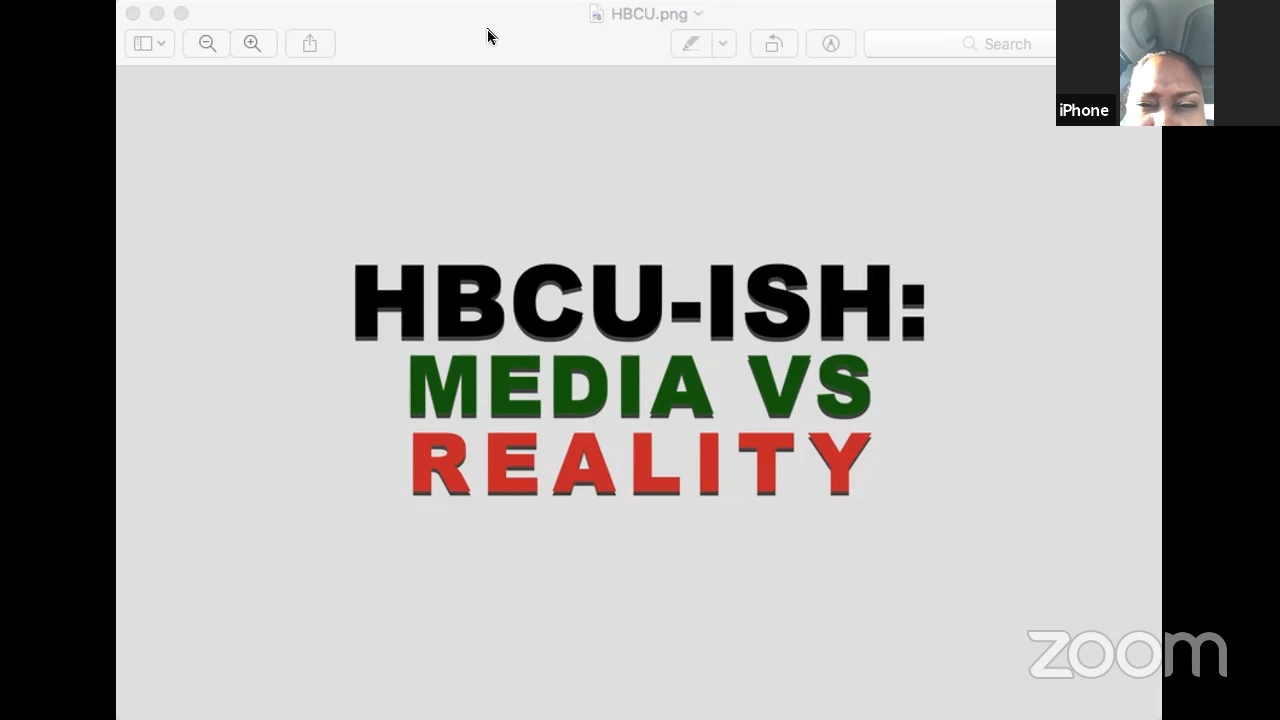 HBCU.png
Search
iPhone
HBCU-ISH:
MEDIA VS
REALITY
zoom